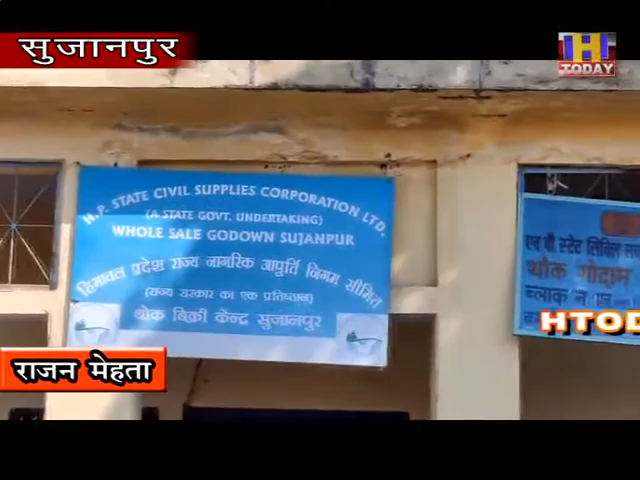 सुजानपुर
HI
TODAY
H.P. STATE CIVIL SUPPLIES CORPORATION LTD.
(A STATE GOVT. UNDERTAKING)
WHOLE SALE GODOWN SUJANPUR
हिमाचल प्रदेश राज्य नागरिक आपूर्ति निगम सीमित
(राज्य सरकार का एक प्रतिष्ठान)
थोक बिक्री केन्द्र सुजानपुर
एच पी स्टेट सिविल
थोक गोदाम
ब्लाक
HTOD
राजन मेहता